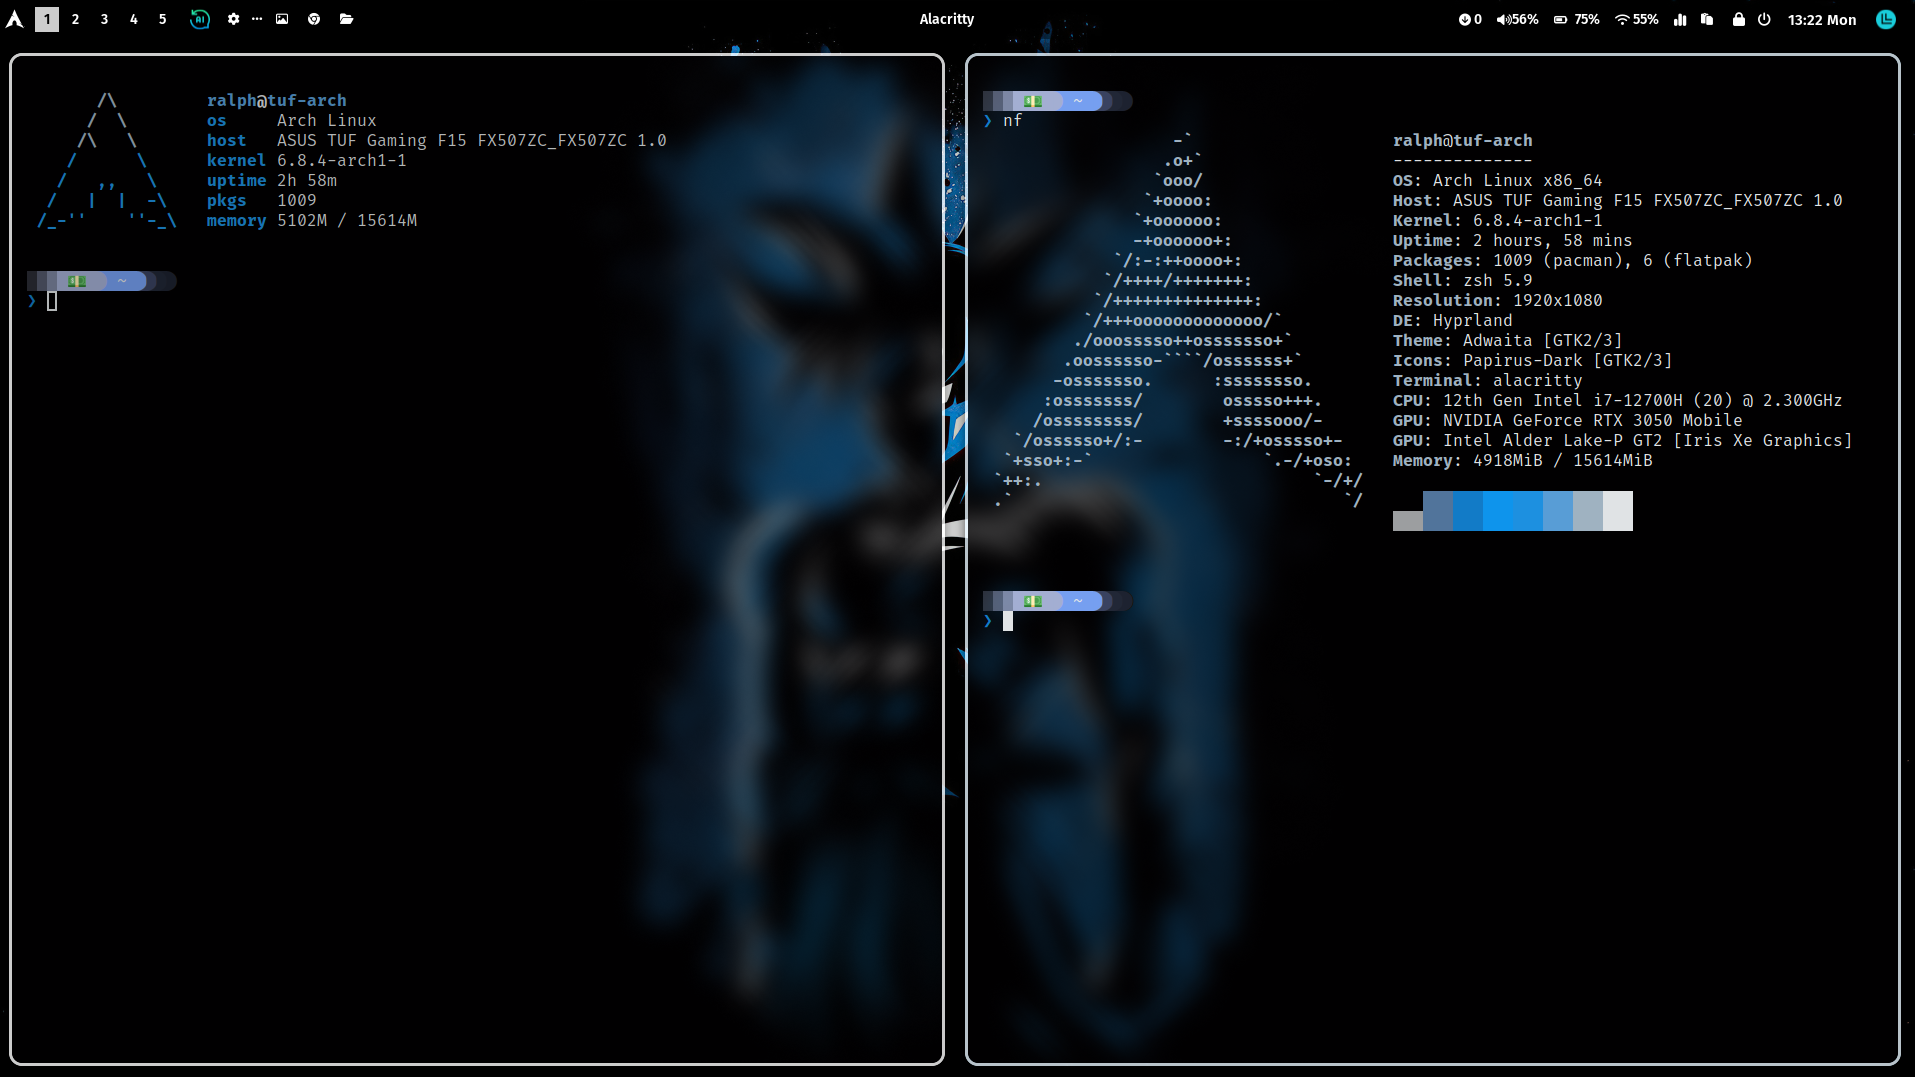 1 2 3 4 5 AI Alacritty 0 56% 75% 55% 13:22 Mon
ralph@tuf-arch
os Arch Linux
host ASUS TUF Gaming F15 FX507ZC_FX507ZC 1.0
kernel 6.8.4-arch1-1
uptime 2h 58m
pkgs 1009
memory 5102M / 15614M
~
❯
~
❯ nf
ralph@tuf-arch
--------------
OS: Arch Linux x86_64
Host: ASUS TUF Gaming F15 FX507ZC_FX507ZC 1.0
Kernel: 6.8.4-arch1-1
Uptime: 2 hours, 58 mins
Packages: 1009 (pacman), 6 (flatpak)
Shell: zsh 5.9
Resolution: 1920x1080
DE: Hyprland
Theme: Adwaita [GTK2/3]
Icons: Papirus-Dark [GTK2/3]
Terminal: alacritty
CPU: 12th Gen Intel i7-12700H (20) @ 2.300GHz
GPU: NVIDIA GeForce RTX 3050 Mobile
GPU: Intel Alder Lake-P GT2 [Iris Xe Graphics]
Memory: 4918MiB / 15614MiB
~
❯